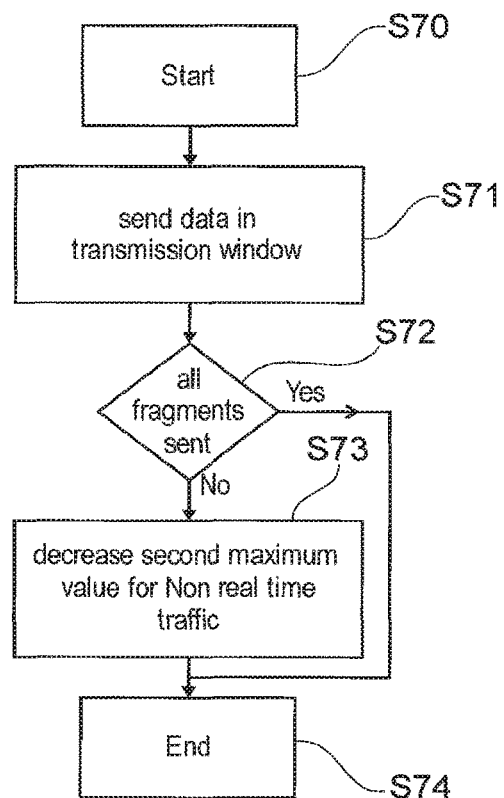 S70
Start
S71
send data in
transmission window
S72
all
fragments
sent
Yes
S73
No
decrease second maximum
value for Non real time
traffic
End
S74